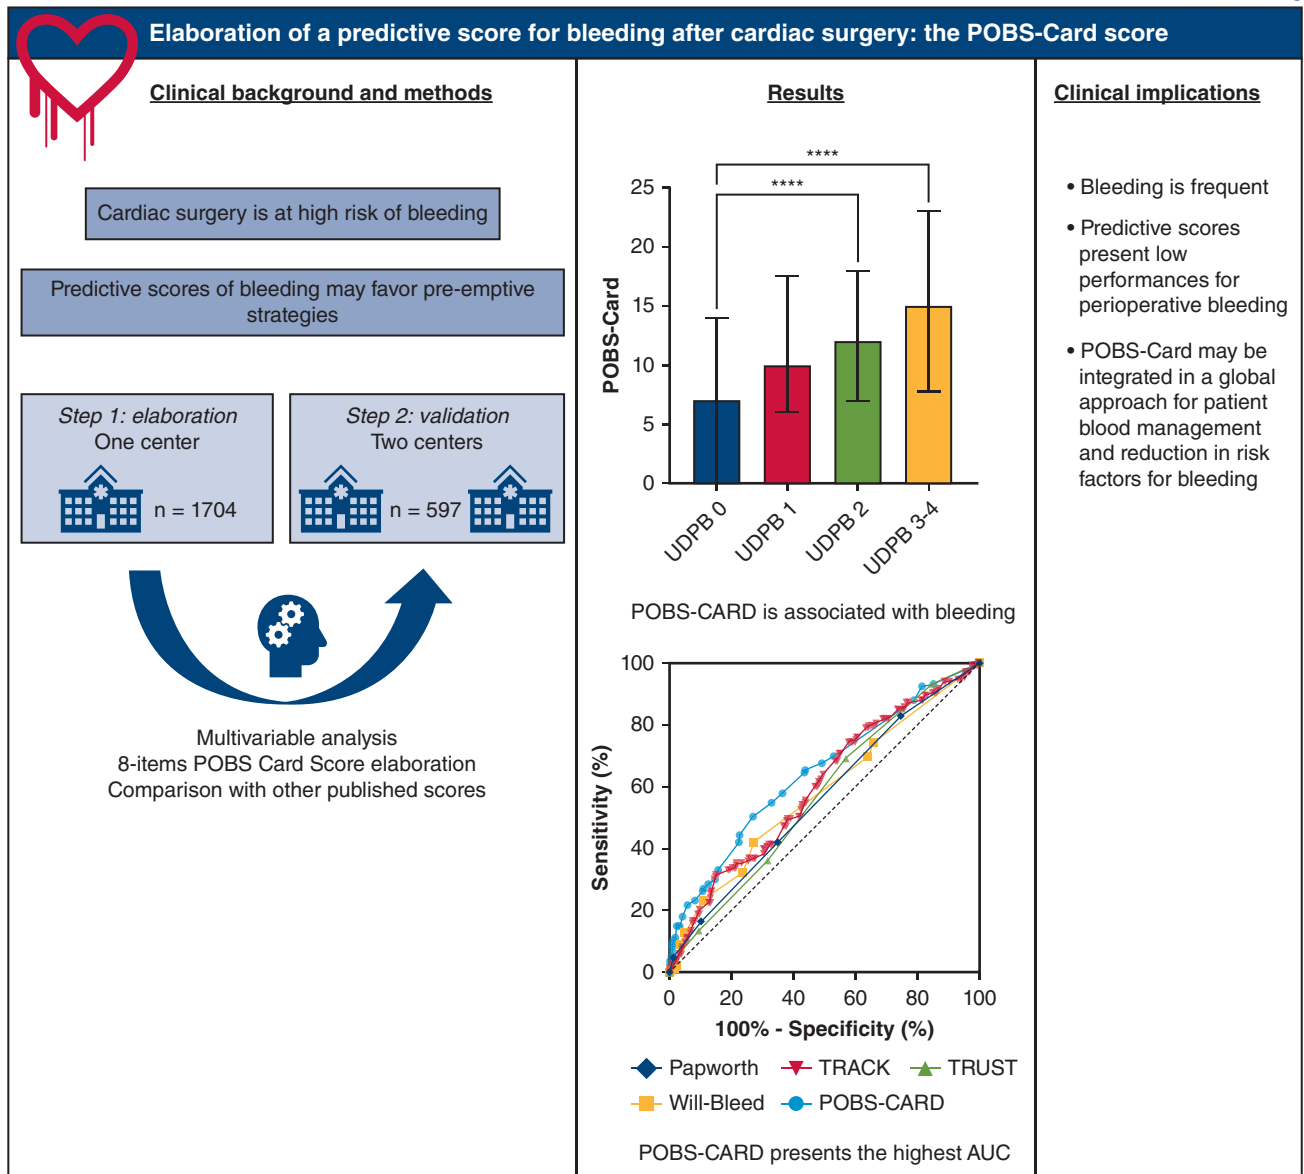 Elaboration of a predictive score for bleeding after cardiac surgery: the POBS-Card score
Clinical background and methods
Cardiac surgery is at high risk of bleeding
Predictive scores of bleeding may favor pre-emptive
strategies
Step 1: elaboration
One center
n = 1704
Step 2: validation
Two centers
n = 597
Multivariable analysis
8-items POBS Card Score elaboration
Comparison with other published scores
Results
****
****
POBS-Card
25
20
15
10
5
0
UDPB 0
UDPB 1
UDPB 2
UDPB 3-4
POBS-CARD is associated with bleeding
Sensitivity (%)
100
80
60
40
20
0
0 20 40 60 80 100
100% - Specificity (%)
Papworth TRACK TRUST
Will-Bleed POBS-CARD
POBS-CARD presents the highest AUC
Clinical implications
• Bleeding is frequent
• Predictive scores
present low
performances for
perioperative bleeding
• POBS-Card may be
integrated in a global
approach for patient
blood management
and reduction in risk
factors for bleeding